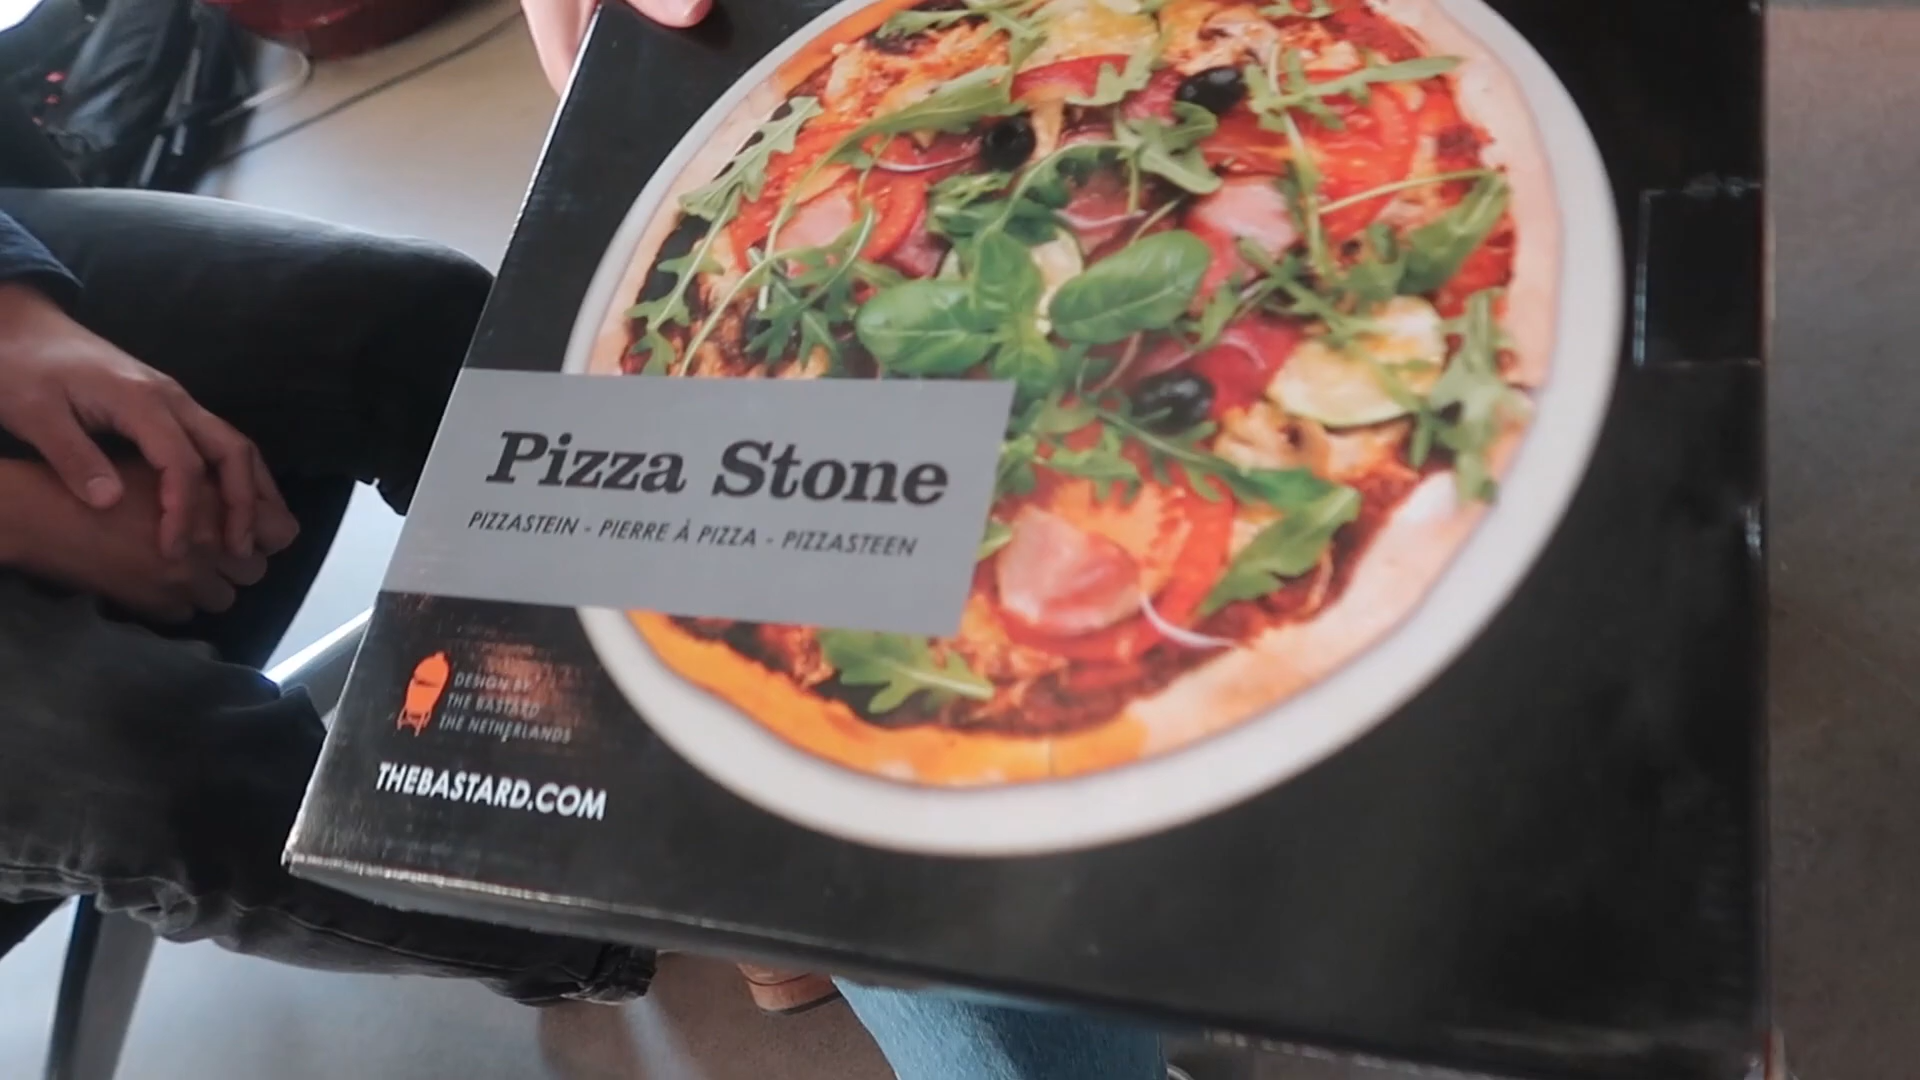 Pizza Stone
PIZZASTEIN - PIERRE À PIZZA - PIZZASTEEN
DESIGN BY
THE BASTARD
THE NETHERLANDS
THEBASTARD.COM